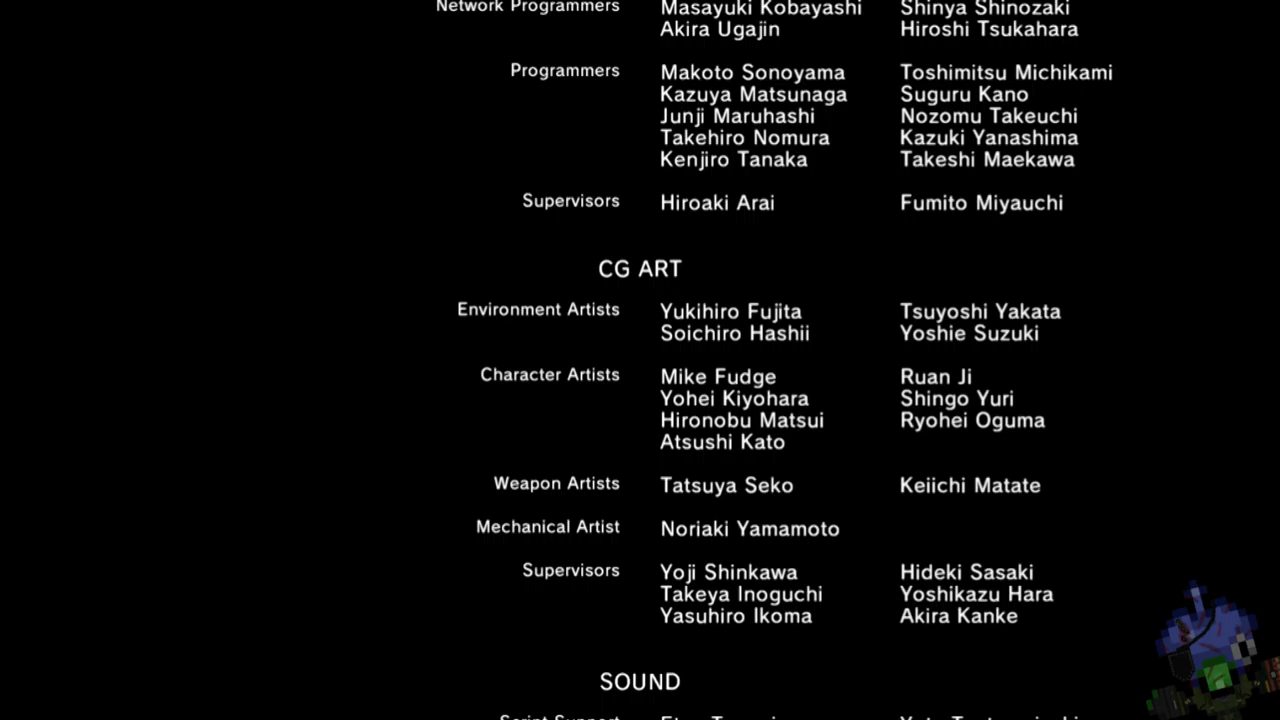 Network Programmers Masayuki Kobayashi Shinya Shinozaki
Akira Ugajin Hiroshi Tsukahara
Programmers Makoto Sonoyama Toshimitsu Michikami
Kazuya Matsunaga Suguru Kano
Junji Maruhashi Nozomu Takeuchi
Takehiro Nomura Kazuki Yanashima
Kenjiro Tanaka Takeshi Maekawa
Supervisors Hiroaki Arai Fumito Miyauchi
CG ART
Environment Artists Yukihiro Fujita Tsuyoshi Yakata
Soichiro Hashii Yoshie Suzuki
Character Artists Mike Fudge Ruan Ji
Yohei Kiyohara Shingo Yuri
Hironobu Matsui Ryohei Oguma
Atsushi Kato
Weapon Artists Tatsuya Seko Keiichi Matate
Mechanical Artist Noriaki Yamamoto
Supervisors Yoji Shinkawa Hideki Sasaki
Takeya Inoguchi Yoshikazu Hara
Yasuhiro Ikoma Akira Kanke
SOUND
Script Support